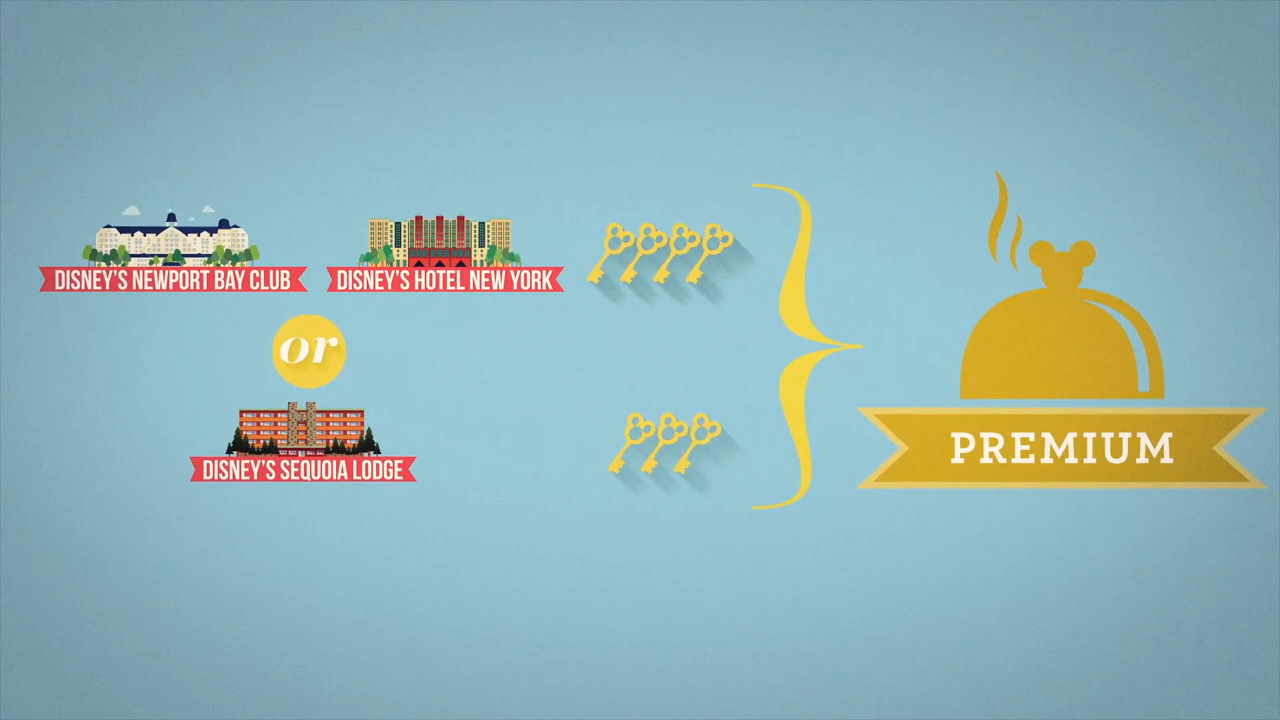 DISNEY'S NEWPORT BAY CLUB
DISNEY'S HOTEL NEW YORK
or
DISNEY'S SEQUOIA LODGE
PREMIUM